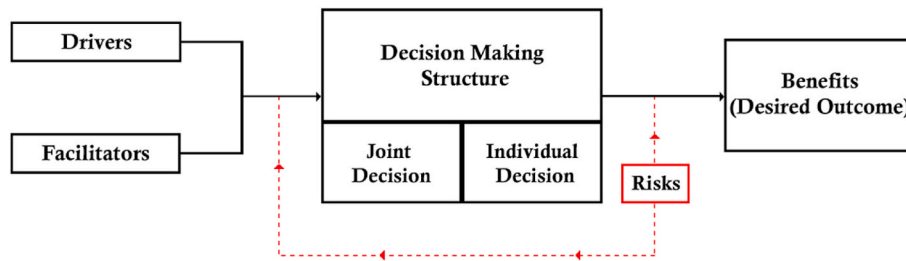 Drivers
Facilitators
Decision Making
Structure
Joint
Decision
Individual
Decision
Risks
Benefits
(Desired Outcome)